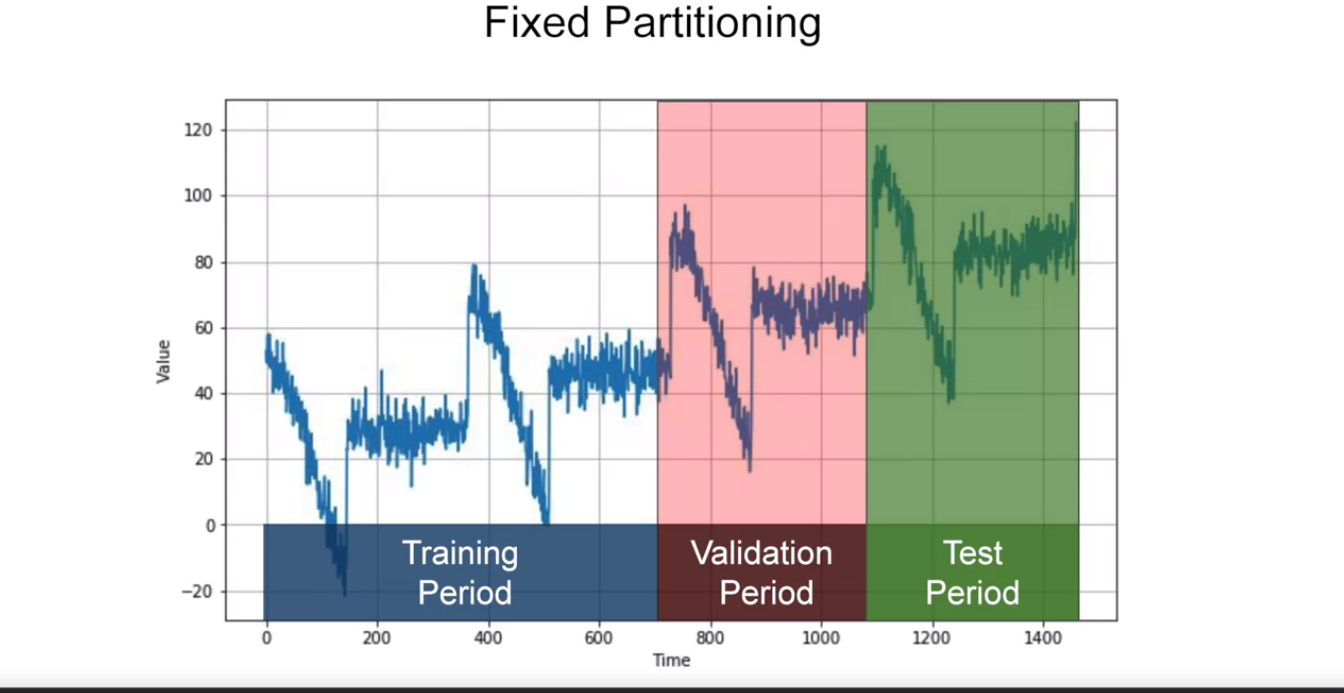 Fixed Partitioning
120
100
80
60
40
20
0
−20
Value
Training
Period
Validation
Period
Test
Period
0 200 400 600 800 1000 1200 1400
Time